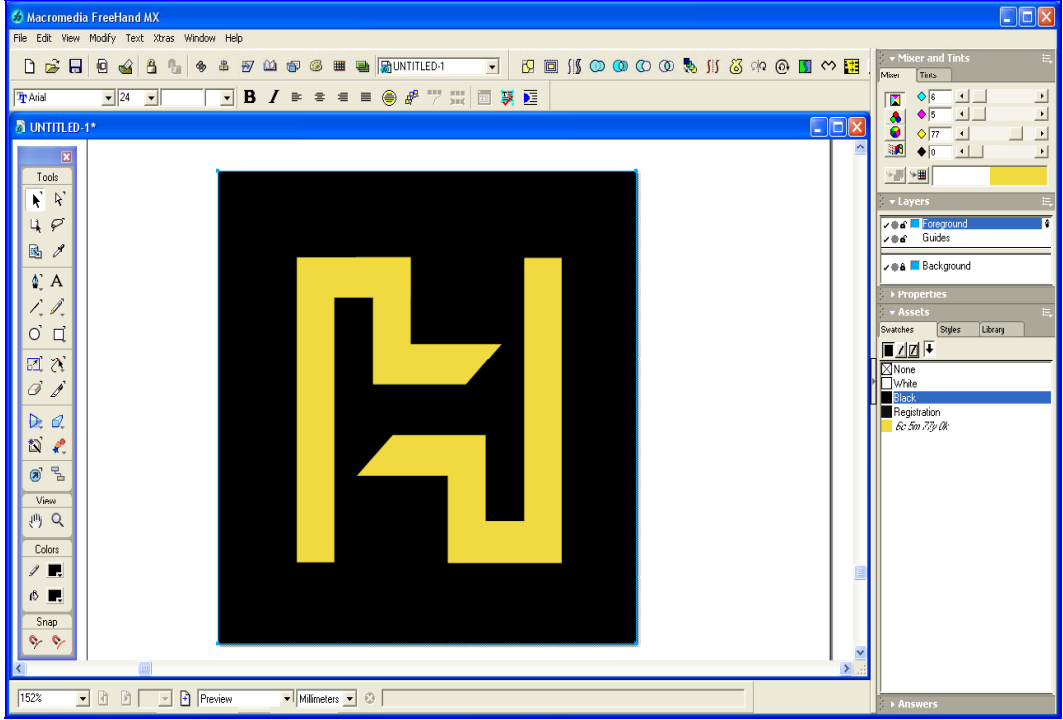 Macromedia FreeHand MX
File Edit View Modify Text Xtras Window Help
UNTITLED-1
Arial 24 B I
UNTITLED-1*
Tools
A
View
Colors
Snap
152% Preview Millimeters
Mixer and Tints
Mixer Tints
6
5
77
0
Layers
Foreground
Guides
Background
Properties
Assets
Swatches Styles Library
None
White
Black
Registration
6c 5m 77y 0k
Answers